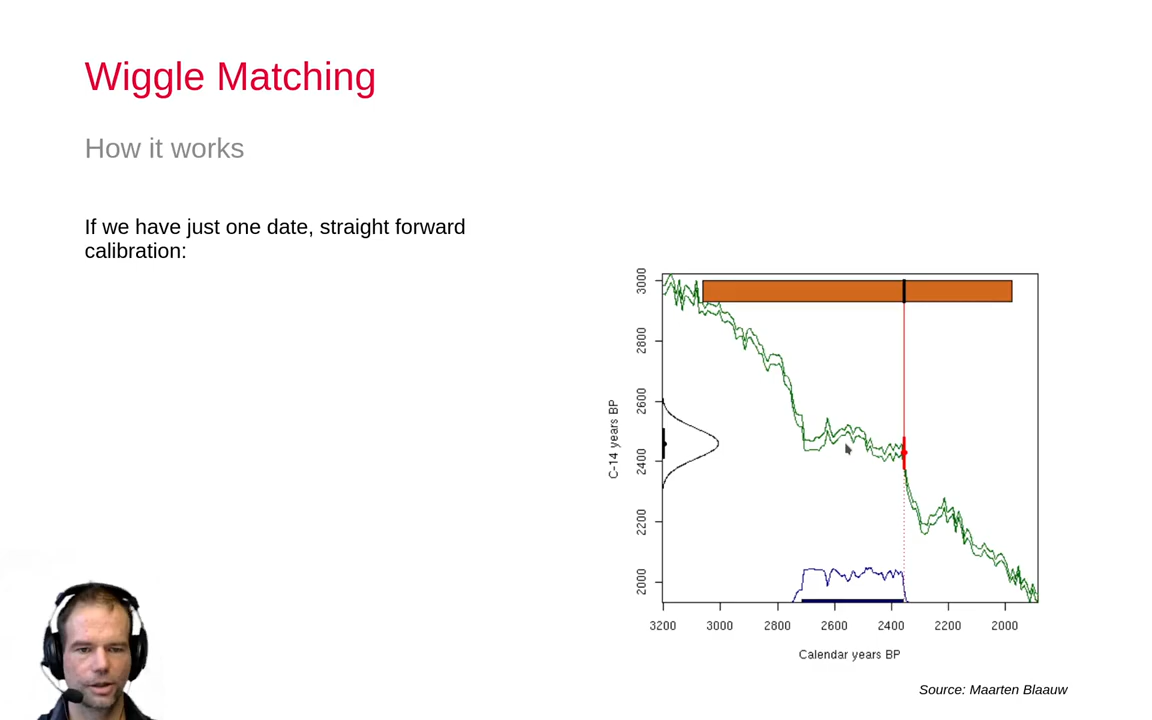 Wiggle Matching
How it works
If we have just one date, straight forward
calibration:
3000
2800
2600
2400
2200
2000
C-14 years BP
3200 3000 2800 2600 2400 2200 2000
Calendar years BP
Source: Maarten Blaauw